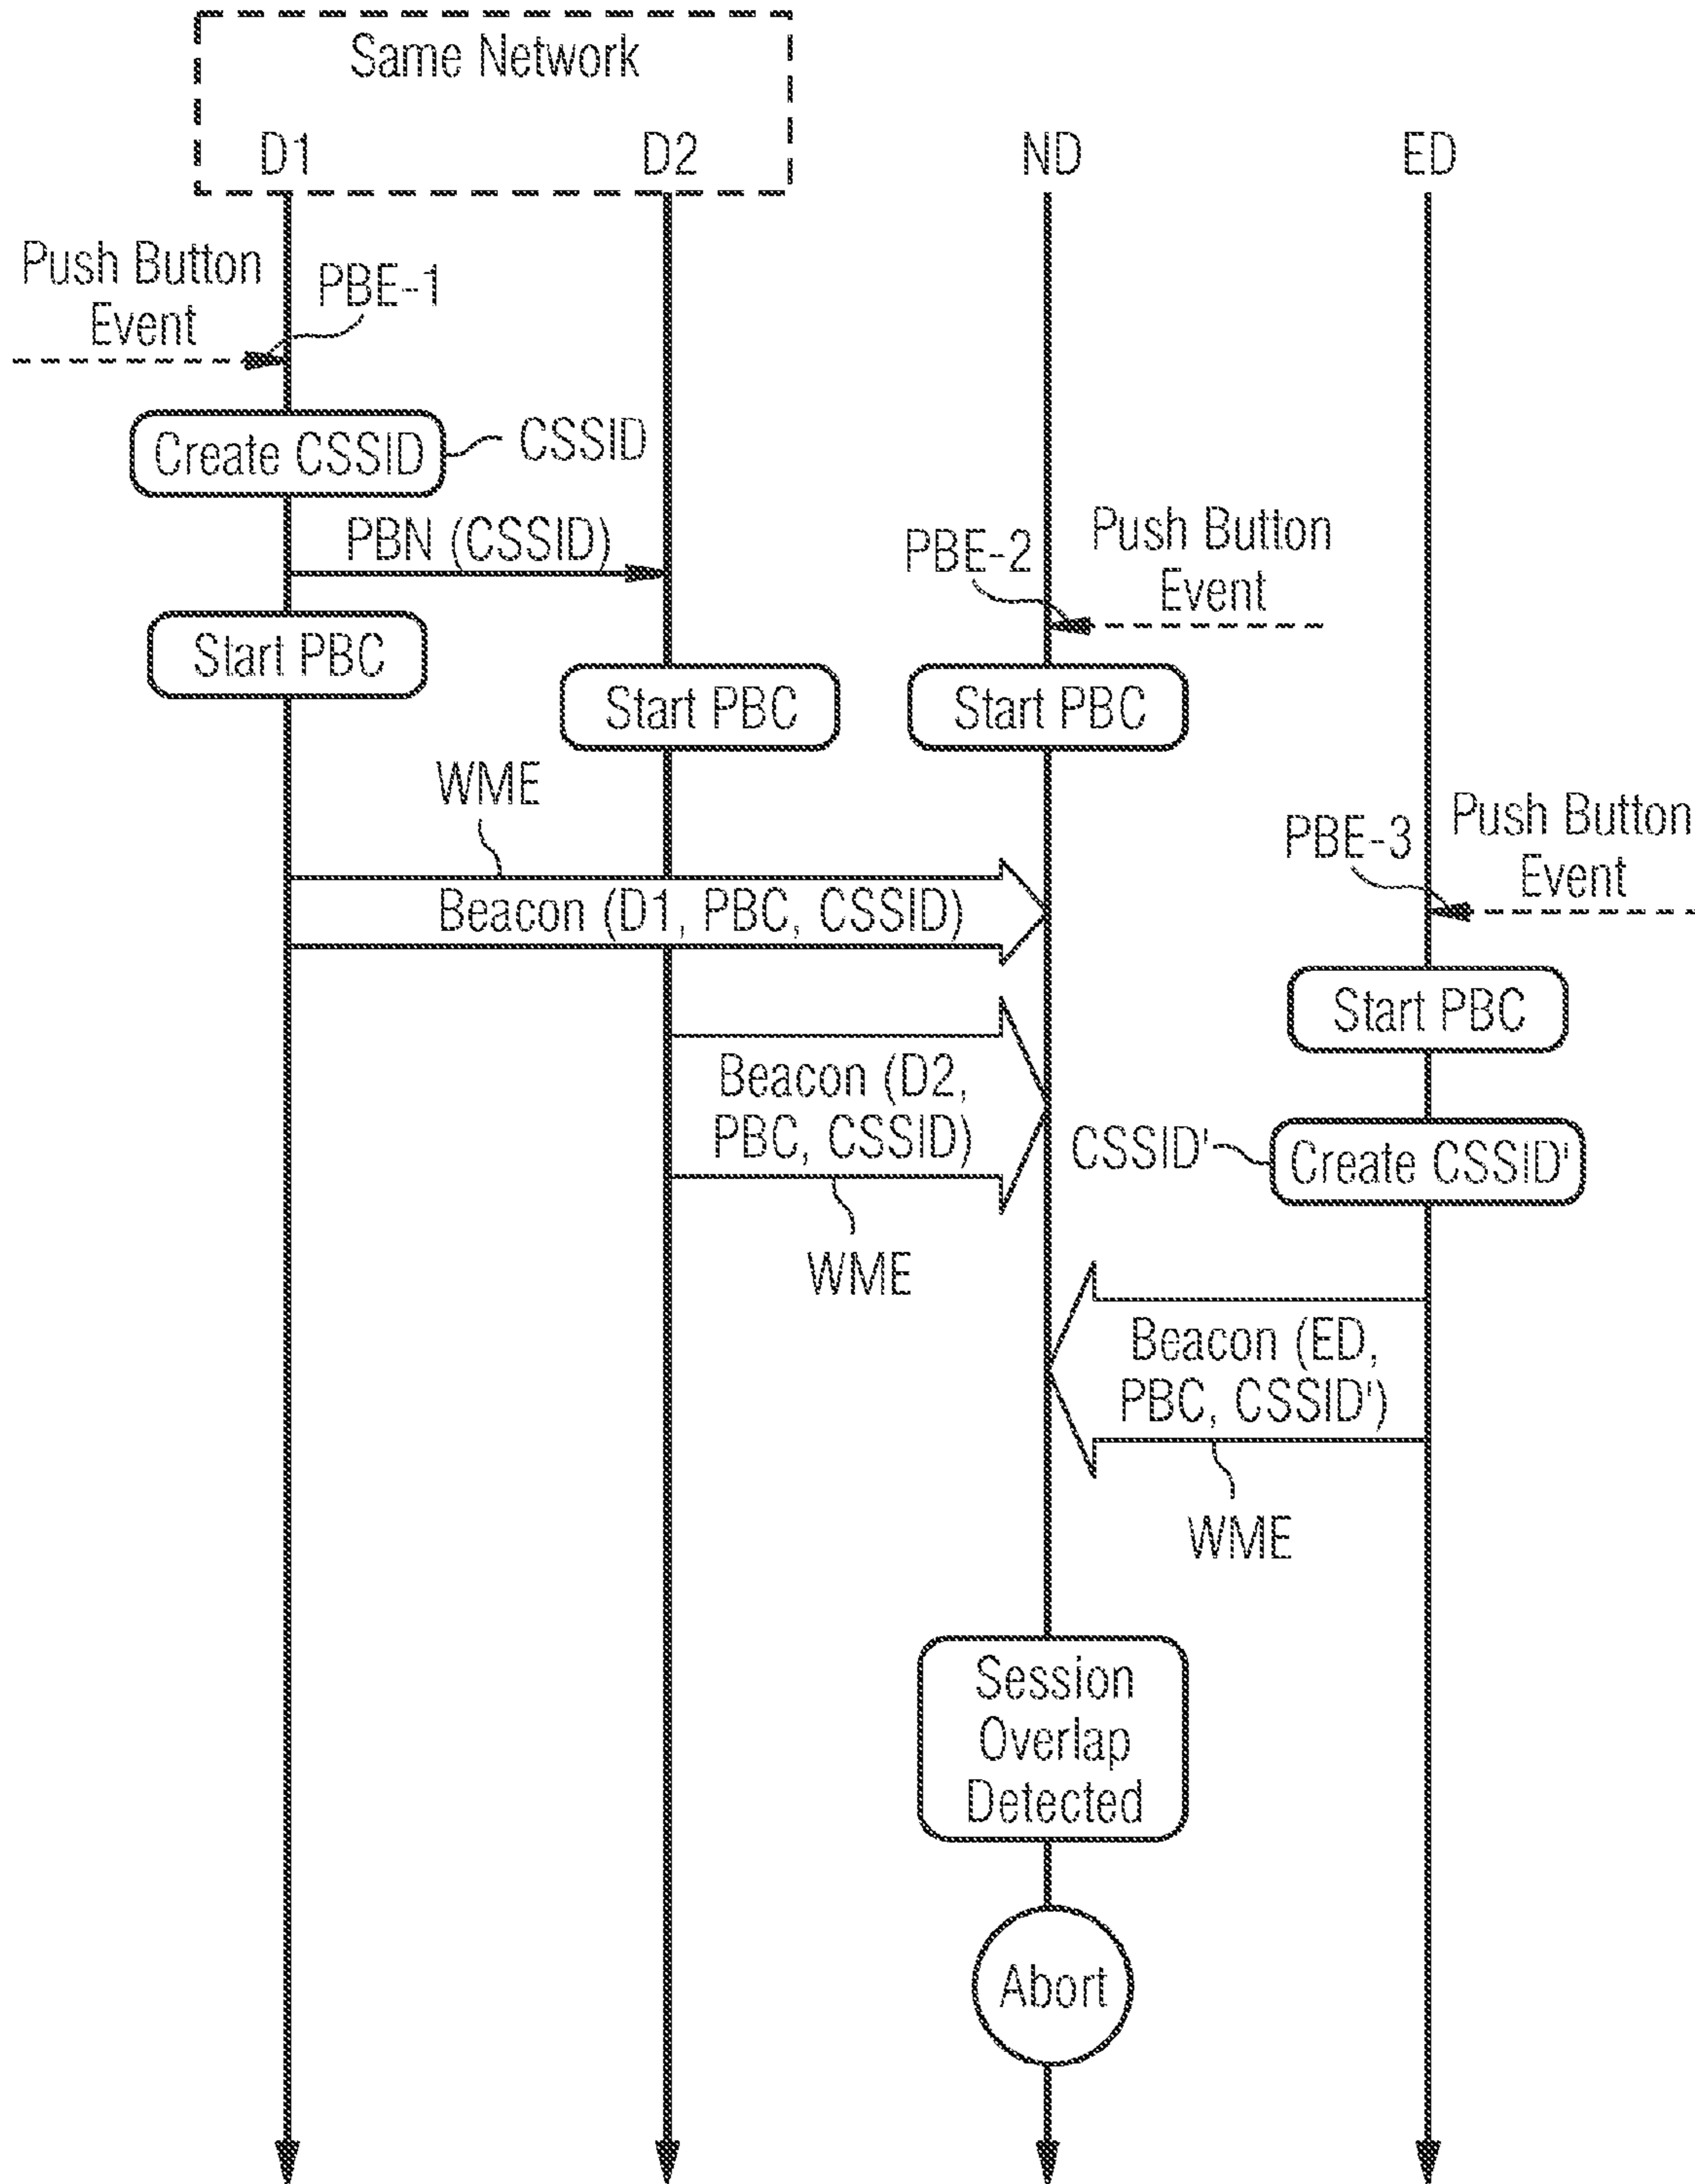 Same Network
D1
D2
ND
ED
Push Button
Event
PBE-1
Create CSSID
CSSID
PBN (CSSID)
PBE-2
Push Button
Event
Start PBC
Start PBC
Start PBC
WME
PBE-3
Push Button
Event
Beacon (D1, PBC, CSSID)
Start PBC
Beacon (D2,
PBC, CSSID)
CSSID'
Create CSSID'
WME
Beacon (ED,
PBC, CSSID')
WME
Session
Overlap
Detected
Abort